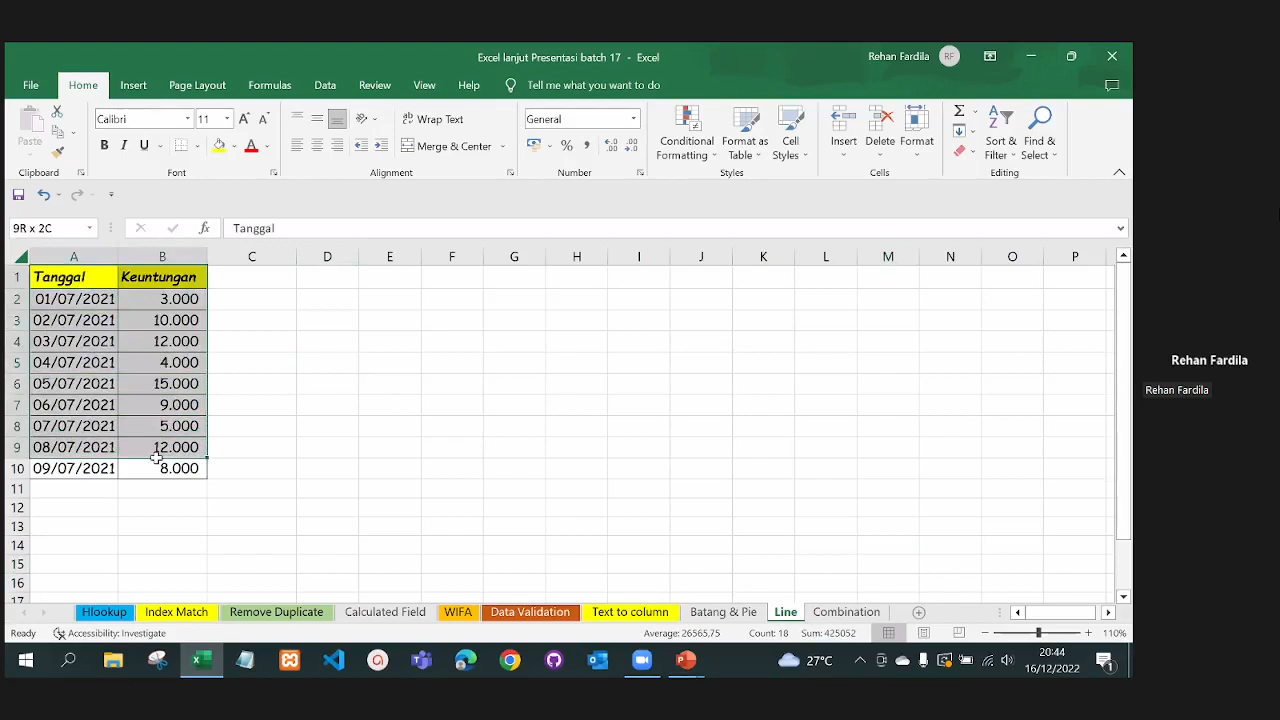 Excel lanjut Presentasi batch 17 - Excel
Rehan Fardila RF
File Home Insert Page Layout Formulas Data Review View Help Tell me what you want to do
Paste Calibri 11 B I U A Wrap Text Merge & Center General % Conditional Formatting Format as Table Cell Styles Insert Delete Format Sort & Filter Find & Select
Clipboard Font Alignment Number Styles Cells Editing
9R x 2C fx Tanggal
A B C D E F G H I J K L M N O P
1 Tanggal Keuntungan
2 01/07/2021 3.000
3 02/07/2021 10.000
4 03/07/2021 12.000
5 04/07/2021 4.000
6 05/07/2021 15.000
7 06/07/2021 9.000
8 07/07/2021 5.000
9 08/07/2021 12.000
10 09/07/2021 8.000
11
12
13
14
15
16
17
Hlookup Index Match Remove Duplicate Calculated Field WIFA Data Validation Text to column Batang & Pie Line Combination
Ready Accessibility: Investigate Average: 26565,75 Count: 18 Sum: 425052 110%
27°C 20:44
16/12/2022 1
Rehan Fardila
Rehan Fardila